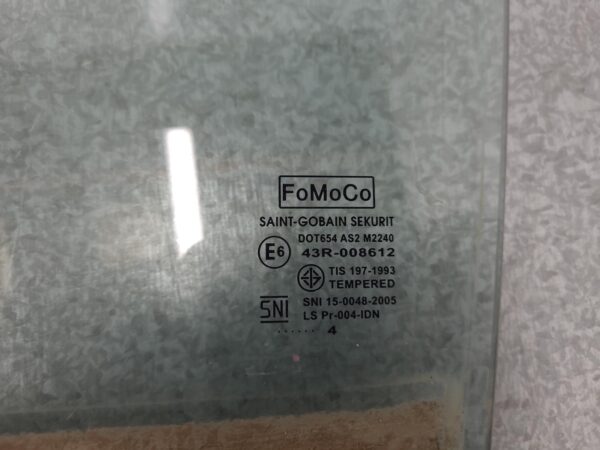 FoMoCo
SAINT-GOBAIN SEKURIT
DOT654 AS2 M2240
E6 43R-008612
TIS 197-1993
TEMPERED
SNI SNI 15-0048-2005
LS Pr-004-IDN
...... 4